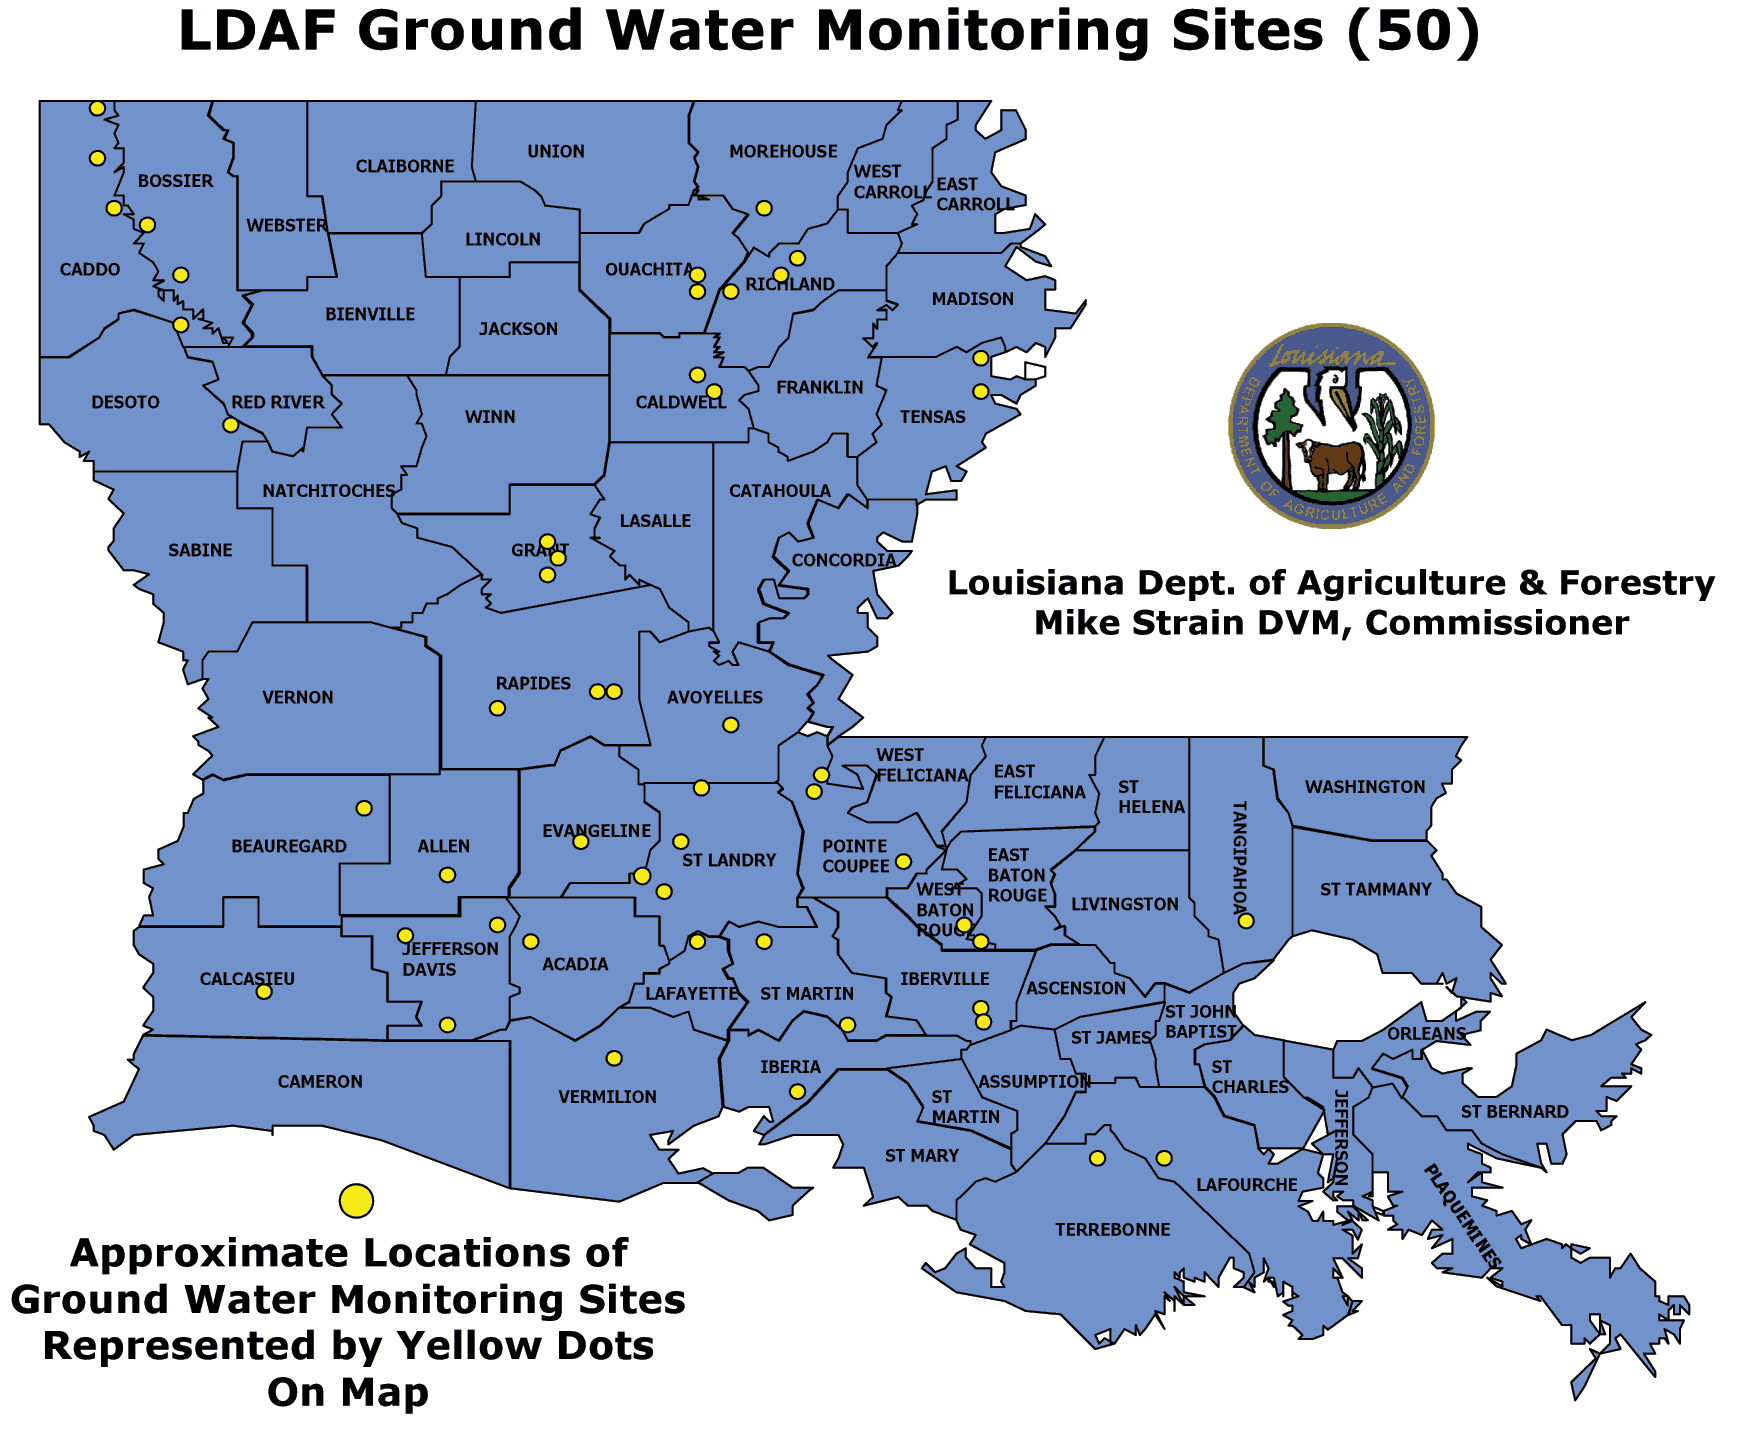 LDAF Ground Water Monitoring Sites (50)
CLAIBORNE
UNION
MOREHOUSE
WEST
CARROLL
EAST
CARROLL
BOSSIER
WEBSTER
LINCOLN
CADDO
OUACHITA
RICHLAND
MADISON
BIENVILLE
JACKSON
DESOTO
RED RIVER
WINN
CALDWELL
FRANKLIN
TENSAS
NATCHITOCHES
CATAHOULA
LASALLE
SABINE
GRANT
CONCORDIA
VERNON
RAPIDES
AVOYELLES
WEST
FELICIANA
EAST
FELICIANA
ST
HELENA
WASHINGTON
TANGIPAHOA
BEAUREGARD
ALLEN
EVANGELINE
ST LANDRY
POINTE
COUPEE
EAST
BATON
ROUGE
WEST
BATON
ROUGE
LIVINGSTON
ST TAMMANY
JEFFERSON
DAVIS
ACADIA
CALCASIEU
LAFAYETTE
ST MARTIN
IBERVILLE
ASCENSION
ST JOHN
BAPTIST
ST JAMES
ORLEANS
CAMERON
VERMILION
IBERIA
ASSUMPTION
ST
CHARLES
ST
MARTIN
JEFFERSON
ST BERNARD
ST MARY
LAFOURCHE
TERREBONNE
PLAQUEMINES
Louisiana
DEPARTMENT OF AGRICULTURE AND FORESTRY
Louisiana Dept. of Agriculture & Forestry
Mike Strain DVM, Commissioner
Approximate Locations of
Ground Water Monitoring Sites
Represented by Yellow Dots
On Map